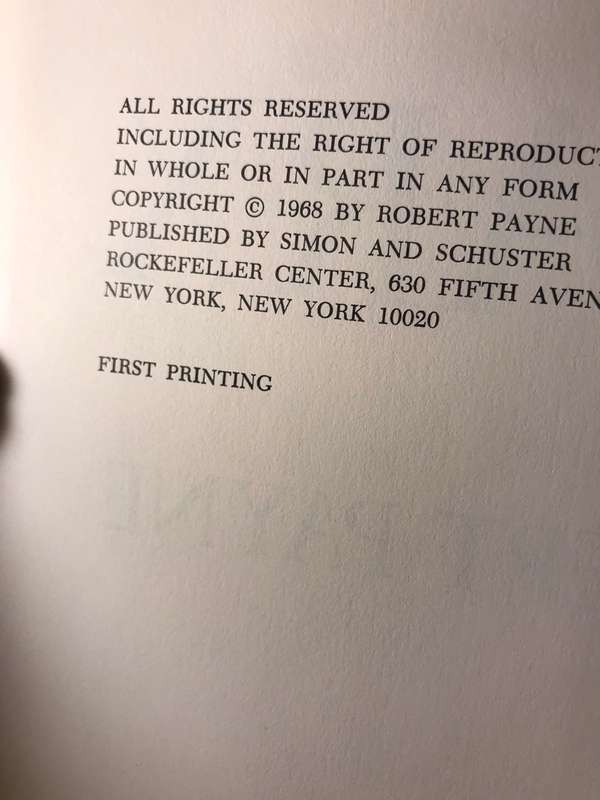 ALL RIGHTS RESERVED
INCLUDING THE RIGHT OF REPRODUCT
IN WHOLE OR IN PART IN ANY FORM
COPYRIGHT © 1968 BY ROBERT PAYNE
PUBLISHED BY SIMON AND SCHUSTER
ROCKEFELLER CENTER, 630 FIFTH AVEN
NEW YORK, NEW YORK 10020
FIRST PRINTING